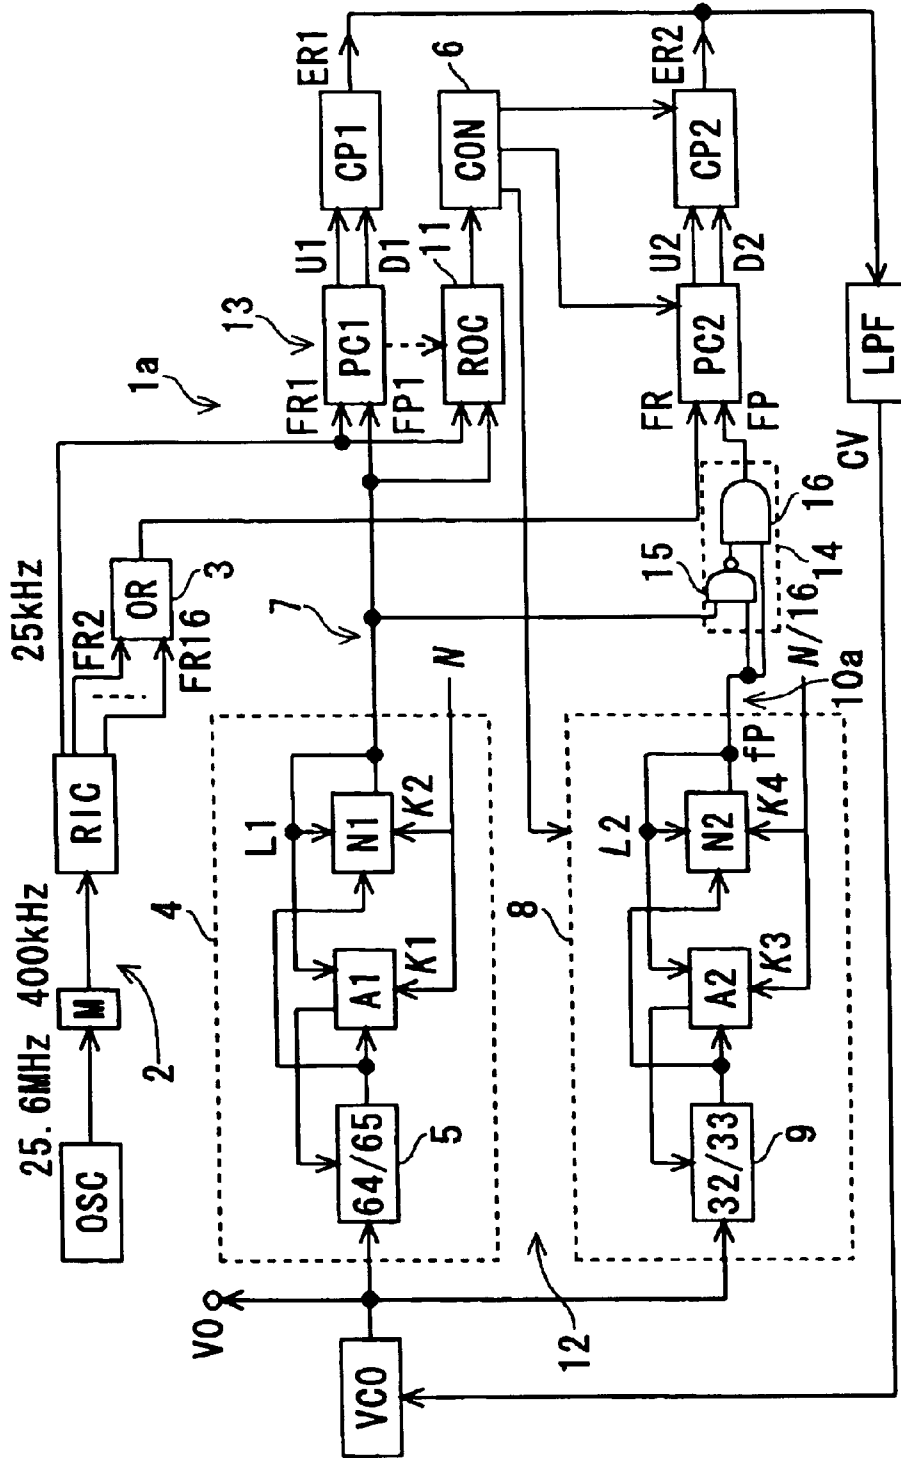 25.6MHz
400kHz
25kHz
OSC
M
RIC
2
FR2
FR16
OR
3
1a
13
FR1
PC1
FP1
U1
D1
CP1
ER1
ROC
11
CON
6
VO
VCO
12
4
64/65
5
A1
K1
L1
N1
K2
N
7
8
32/33
9
A2
K3
L2
N2
K4
fP
N/16
10a
15
16
14
FR
FP
PC2
U2
D2
CP2
ER2
CV
LPF